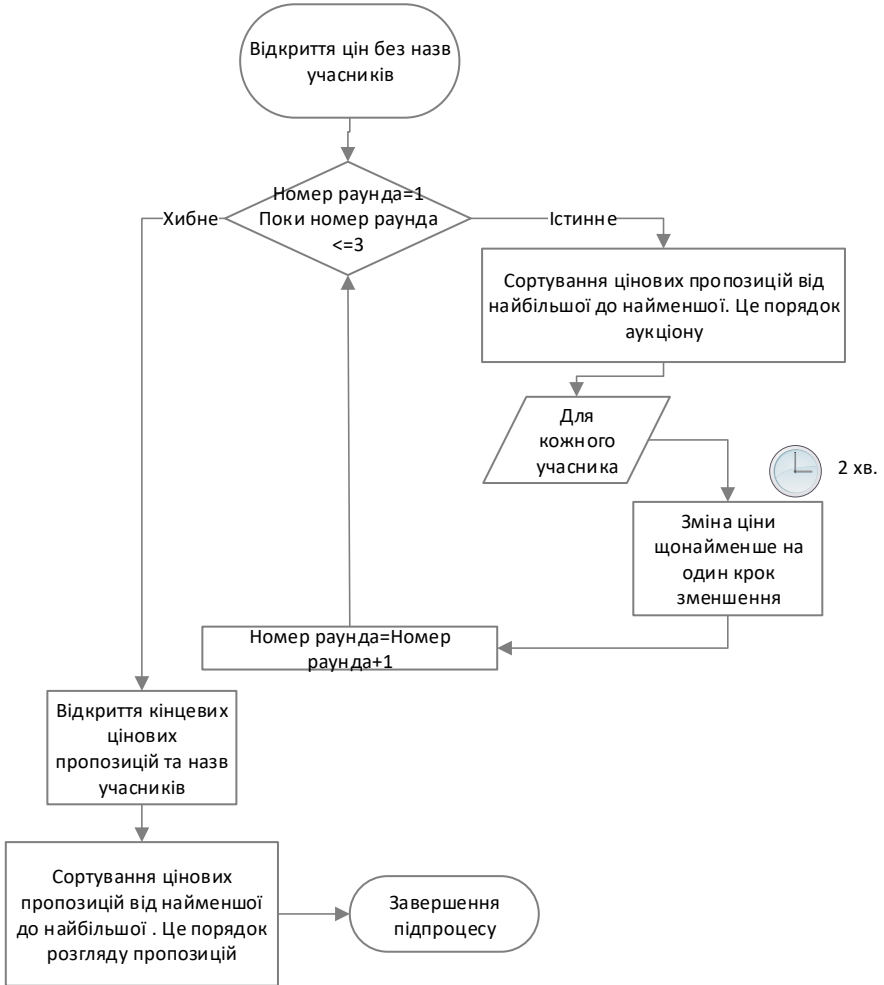 Відкриття цін без назв
учасників
Номер раунда=1
Поки номер раунда
<=3
Хибне
Істинне
Сортування цінових пропозицій від
найбільшої до найменшої. Це порядок
аукціону
Для
кожного
учасника
2 хв.
Зміна ціни
щонайменше на
один крок
зменшення
Номер раунда=Номер
раунда+1
Відкриття кінцевих
цінових
пропозицій та назв
учасників
Сортування цінових
пропозицій від найменшої
до найбільшої . Це порядок
розгляду пропозицій
Завершення
підпроцесу